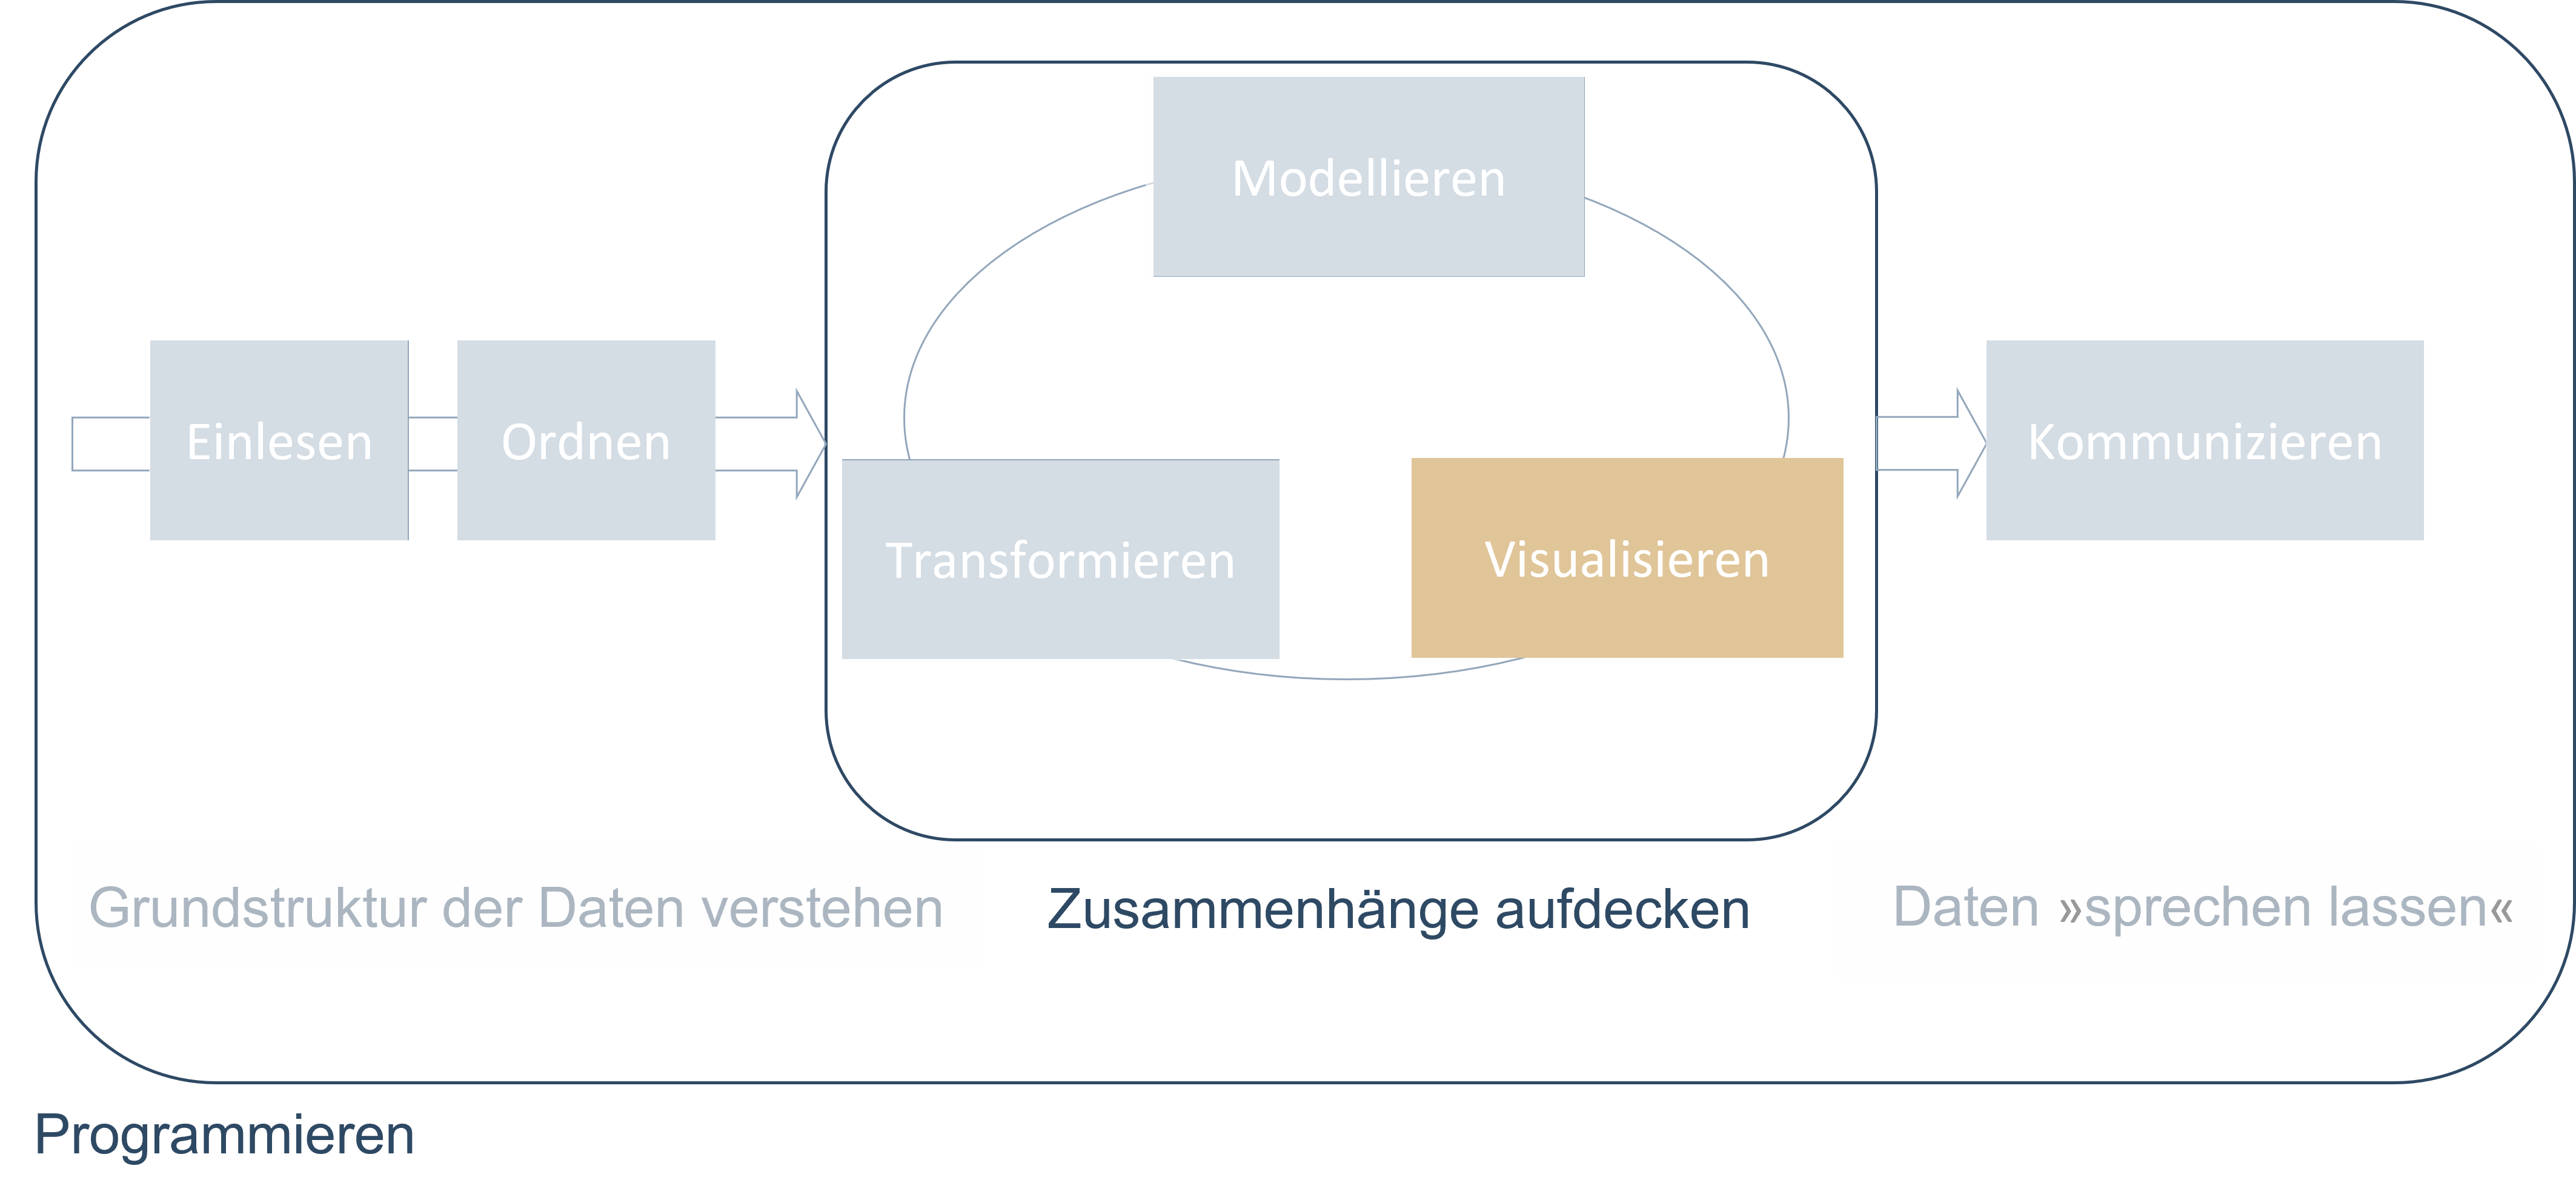 Modellieren
Einlesen
Ordnen
Kommunizieren
Transformieren
Visualisieren
Grundstruktur der Daten verstehen
Zusammenhänge aufdecken
Daten »sprechen lassen«
Programmieren